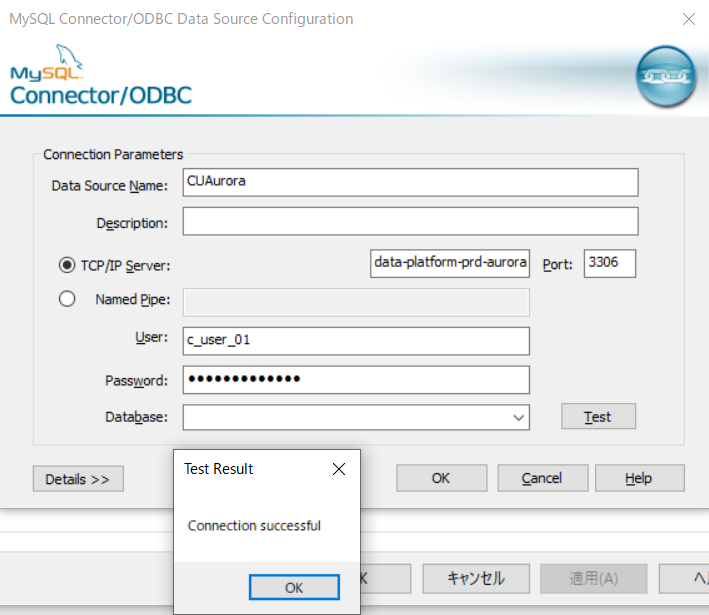 MySQL Connector/ODBC Data Source Configuration
MySQL
Connector/ODBC
Connection Parameters
Data Source Name: CUAurora
Description:
TCP/IP Server: data-platform-prd-aurora Port: 3306
Named Pipe:
User: c_user_01
Password: •••••••••••••
Database: Test
Details >> OK Cancel Help
Test Result
Connection successful
OK
キャンセル 適用(A)